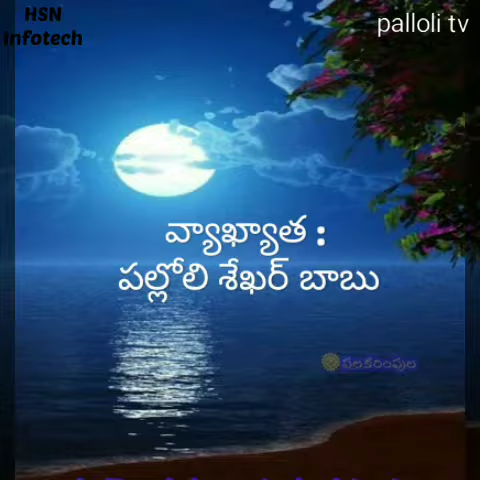 HSN
infotech
palloli tv
వ్యాఖ్యాత :
పల్లోలి శేఖర్ బాబు
పలకరింపుల